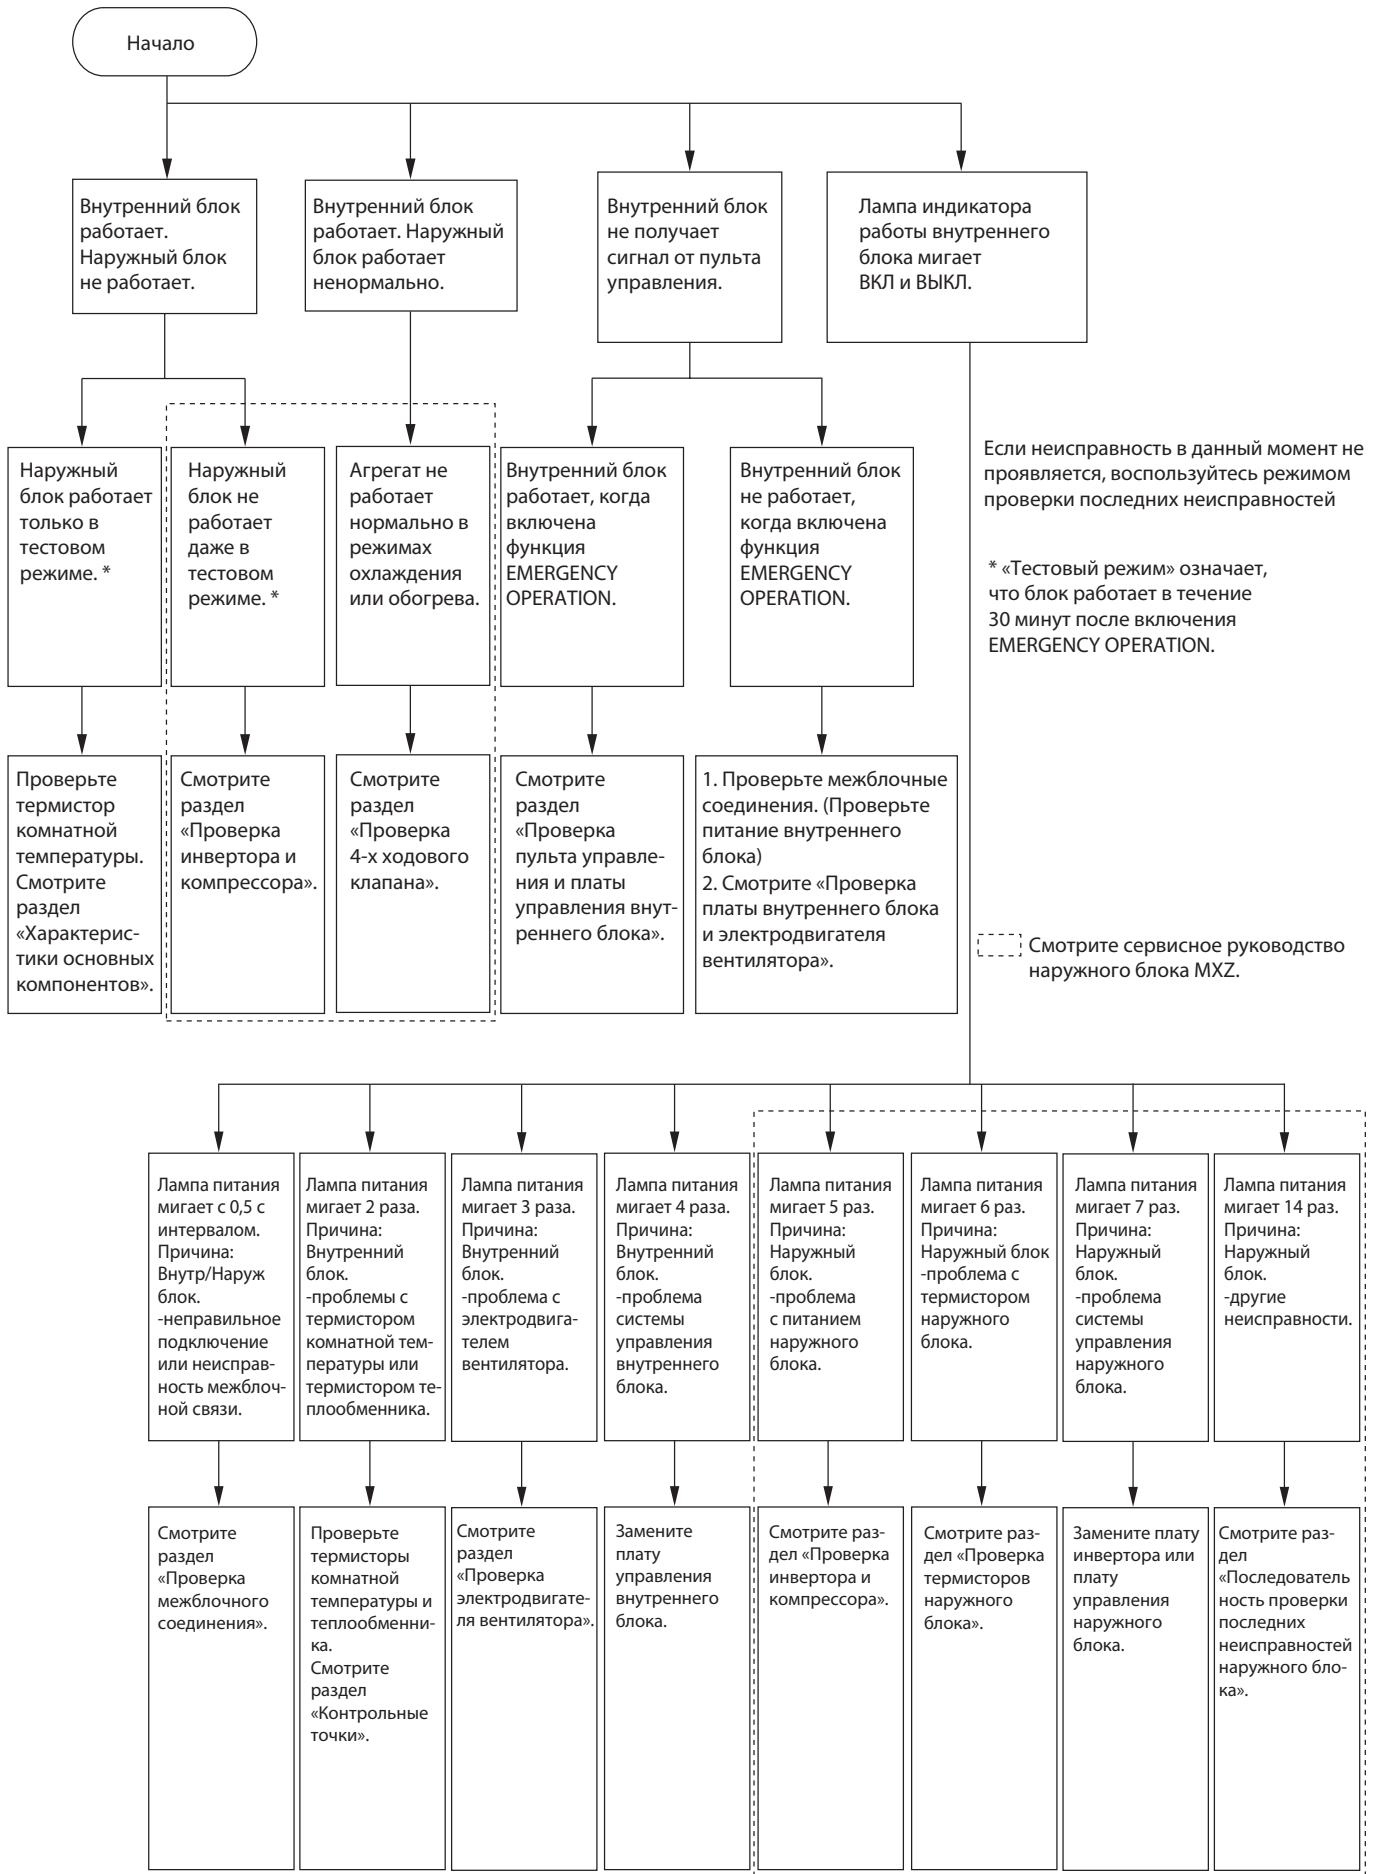 Начало
Внутренний блок
работает.
Наружный блок
не работает.
Внутренний блок
работает. Наружный
блок работает
ненормально.
Внутренний блок
не получает
сигнал от пульта
управления.
Лампа индикатора
работы внутреннего
блока мигает
ВКЛ и ВЫКЛ.
Наружный
блок работает
только в
тестовом
режиме. *
Наружный
блок не
работает
даже в
тестовом
режиме. *
Агрегат не
работает
нормально в
режимах
охлаждения
или обогрева.
Внутренний блок
работает, когда
включена
функция
EMERGENCY
OPERATION.
Внутренний блок
не работает,
когда включена
функция
EMERGENCY
OPERATION.
Если неисправность в данный момент не
проявляется, воспользуйтесь режимом
проверки последних неисправностей
* «Тестовый режим» означает,
что блок работает в течение
30 минут после включения
EMERGENCY OPERATION.
Проверьте
термистор
комнатной
температуры.
Смотрите
раздел
«Характерис-
тики основных
компонентов».
Смотрите
раздел
«Проверка
инвертора и
компрессора».
Смотрите
раздел
«Проверка
4-х ходового
клапана».
Смотрите
раздел
«Проверка
пульта управле-
ния и платы
управления внут-
реннего блока».
1. Проверьте межблочные
соединения. (Проверьте
питание внутреннего
блока)
2. Смотрите «Проверка
платы внутреннего блока
и электродвигателя
вентилятора».
Смотрите сервисное руководство
наружного блока MXZ.
Лампа питания
мигает с 0,5 с
интервалом.
Причина:
Внутр/Наруж
блок.
-неправильное
подключение
или неисправ-
ность межблоч-
ной связи.
Лампа питания
мигает 2 раза.
Причина:
Внутренний
блок.
-проблемы с
термистором
комнатной тем-
пературы или
термистором те-
плообменника.
Лампа питания
мигает 3 раза.
Причина:
Внутренний
блок.
-проблема с
электродвига-
телем
вентилятора.
Лампа питания
мигает 4 раза.
Причина:
Внутренний
блок.
-проблема
системы
управления
внутреннего
блока.
Лампа питания
мигает 5 раз.
Причина:
Наружный
блок.
-проблема
с питанием
наружного
блока.
Лампа питания
мигает 6 раз.
Причина:
Наружный блок
-проблема с
термистором
наружного
блока.
Лампа питания
мигает 7 раз.
Причина:
Наружный
блок.
-проблема
системы
управления
наружного
блока.
Лампа питания
мигает 14 раз.
Причина:
Наружный
блок.
-другие
неисправности.
Смотрите
раздел
«Проверка
межблочного
соединения».
Проверьте
термисторы
комнатной
температуры и
теплообменни-
ка.
Смотрите
раздел
«Контрольные
точки».
Смотрите
раздел
«Проверка
электродвигате-
ля вентилятора».
Замените
плату
управления
внутреннего
блока.
Смотрите раз-
дел «Проверка
инвертора и
компрессора».
Смотрите раз-
дел «Проверка
термисторов
наружного
блока».
Замените плату
инвертора или
плату
управления
наружного
блока.
Смотрите раз-
дел
«Последователь
ность проверки
последних
неисправностей
наружного бло-
ка».